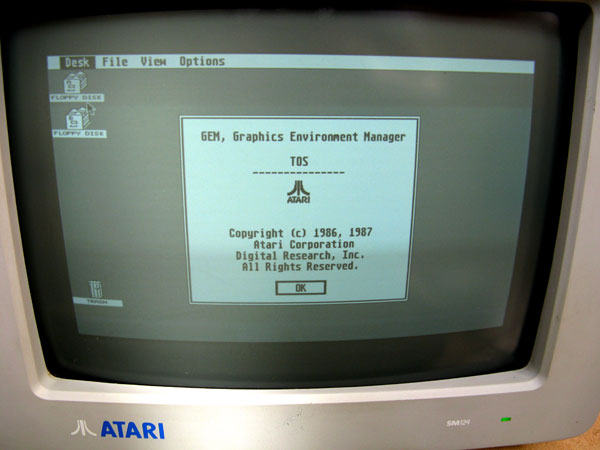 Desk File View Options
FLOPPY DISK
FLOPPY DISK
GEM, Graphics Environment Manager
TOS
---------------
ATARI
Copyright (c) 1986, 1987
Atari Corporation
Digital Research, Inc.
All Rights Reserved.
OK
TRASH
ATARI
SM124